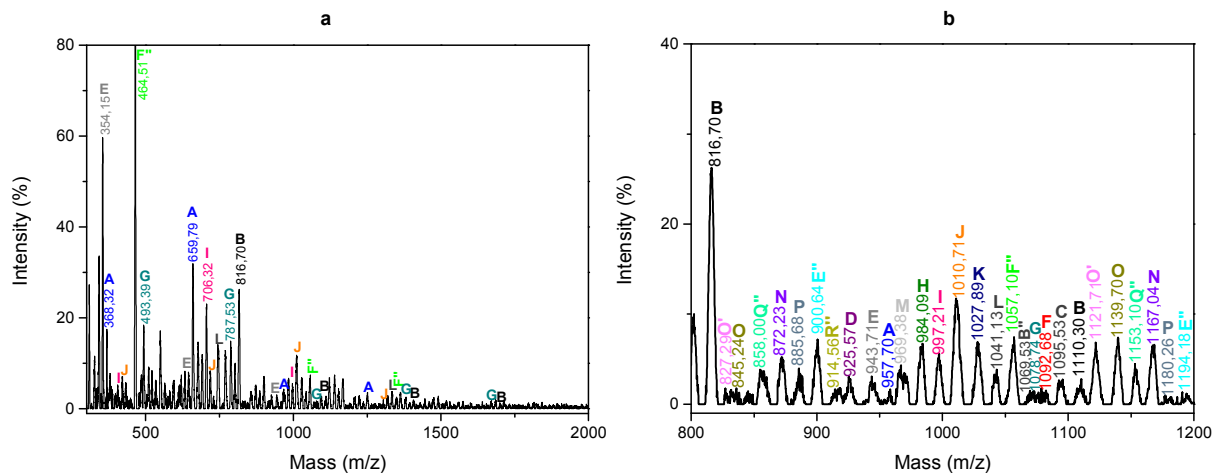 a
80
60
40
20
0
Intensity (%)
500
1000
1500
2000
Mass (m/z)
354,15 E
368,32 A
I
J
464,51 F"
493,39 G
E
659,79 A
706,32 I
J
L
787,53 G
816,70 B
E
A
I
J
F"
G
B
A
J
L
F"
G
B
G
B
b
40
20
0
Intensity (%)
800
900
1000
1100
1200
Mass (m/z)
816,70 B
827,29 O'
845,24 O
858,00 Q"
872,23 N
885,68 P
900,64 E"
914,56 R"
925,57 D
943,71 E
957,70 A
969,38 M
984,09 H
997,21 I
1010,71 J
1027,89 K
1041,13 L
1057,10 F"
1069,53 B"
1092,68 F
1095,53 C
1110,30 B
1121,71 O'
1139,70 O
1153,10 Q"
1167,04 N
1180,26 P
1194,18 E"